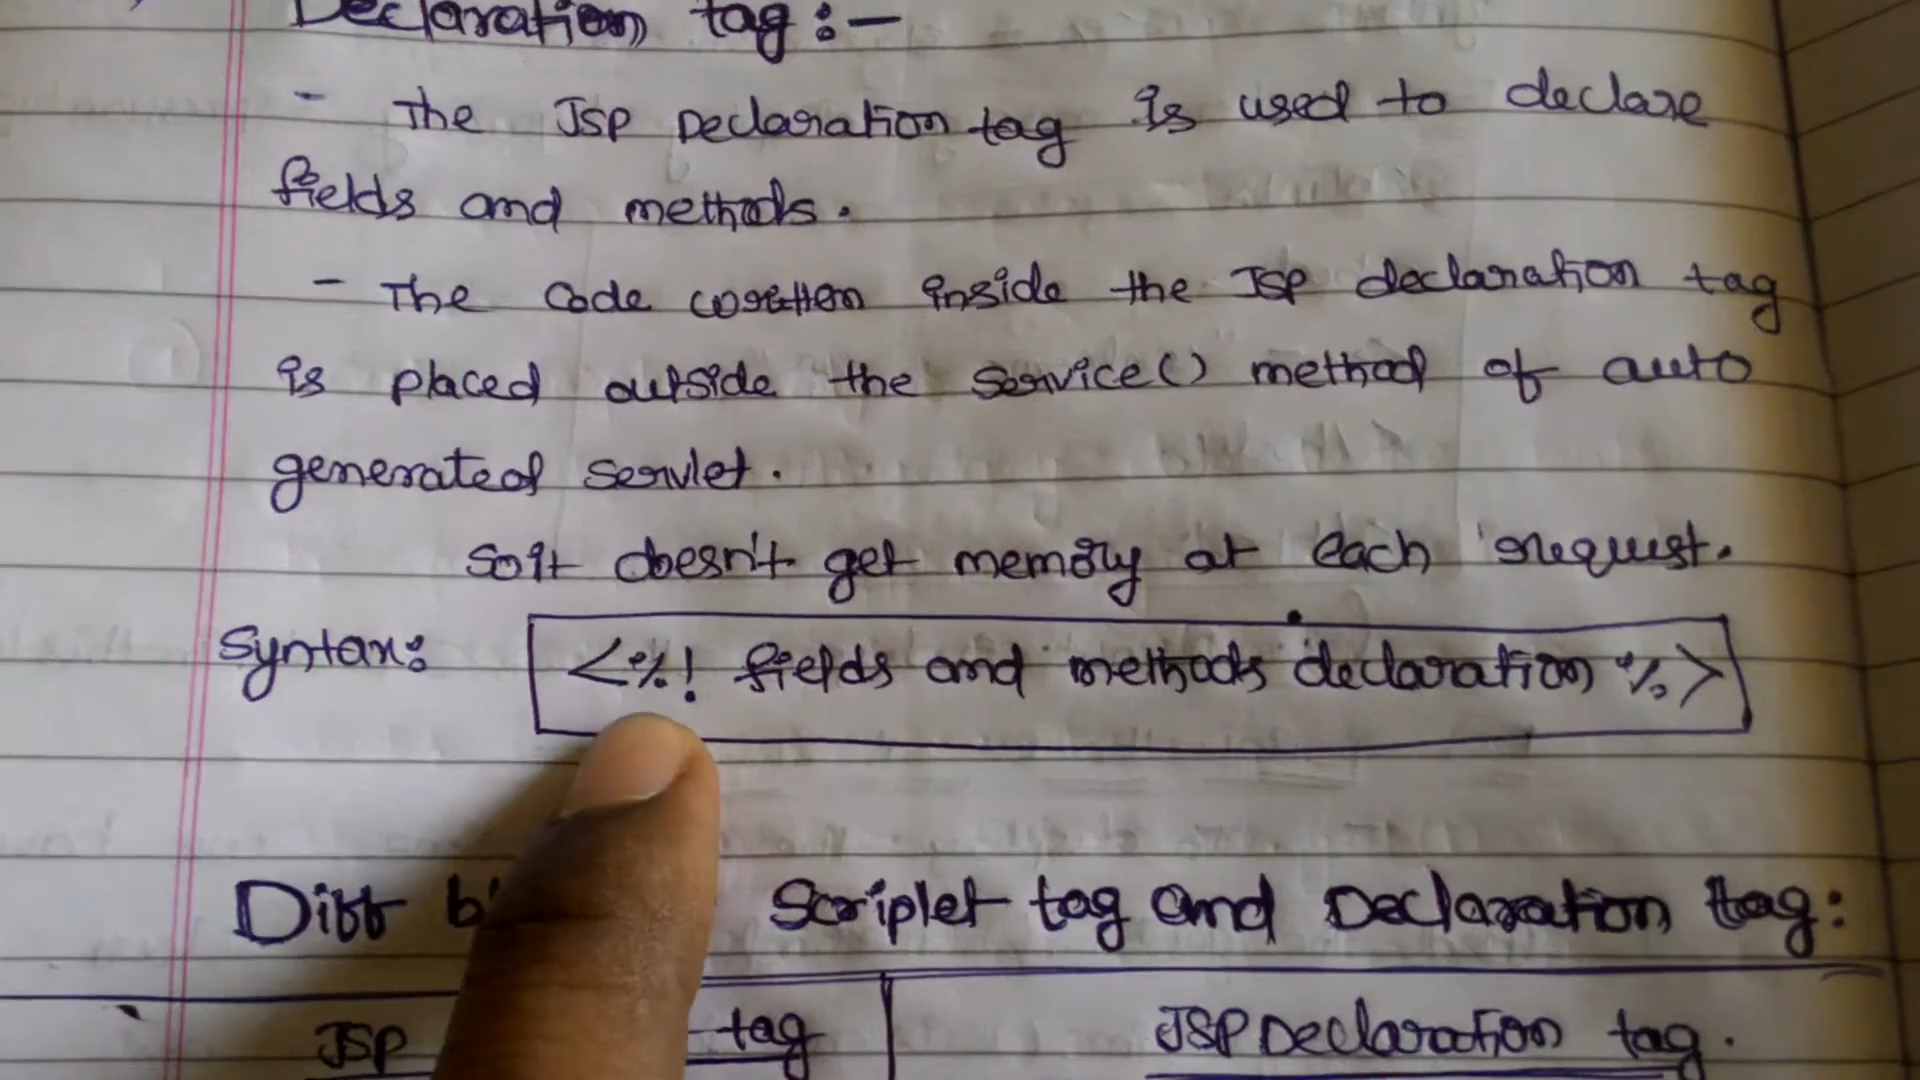 Declaration tag :-
- The JSP Declaration tag is used to declare
fields and methods.
- The code written inside the JSP declaration tag
is placed outside the service() method of auto
generated servlet.
So it doesn't get memory at each request.
Syntax: <%! fields and methods declaration %>
Diff Scriplet tag and Declaration tag:
JSP tag JSP Declaration tag.